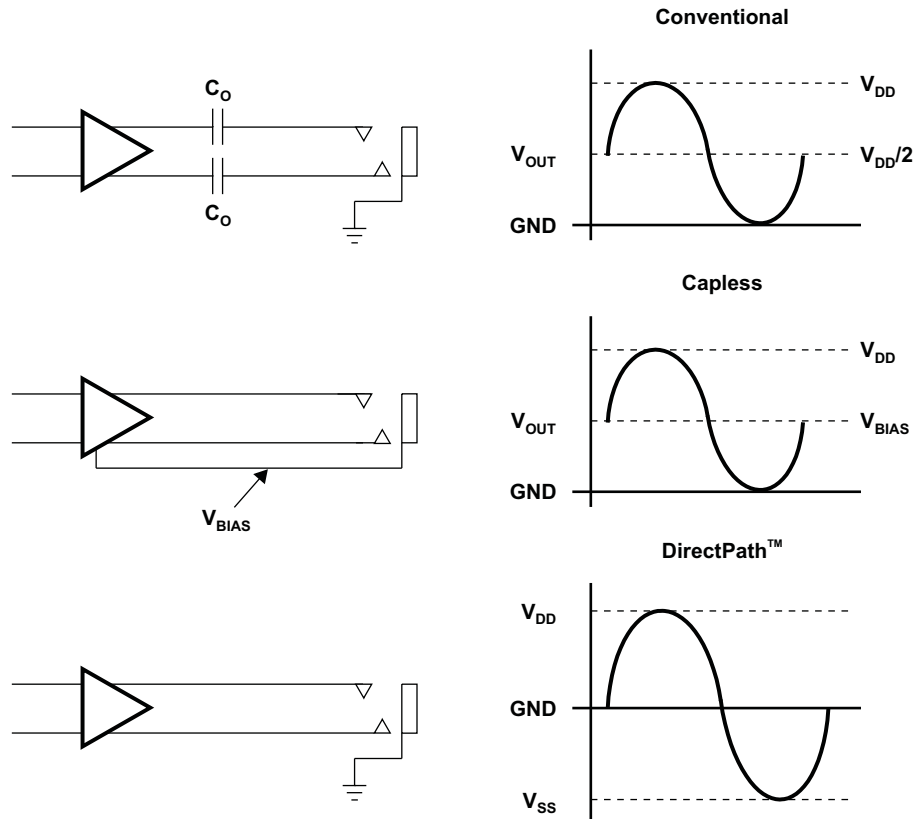 Conventional
C_O
C_O
V_DD
V_OUT
V_DD/2
GND
Capless
V_DD
V_OUT
V_BIAS
GND
V_BIAS
DirectPath™
V_DD
GND
V_SS